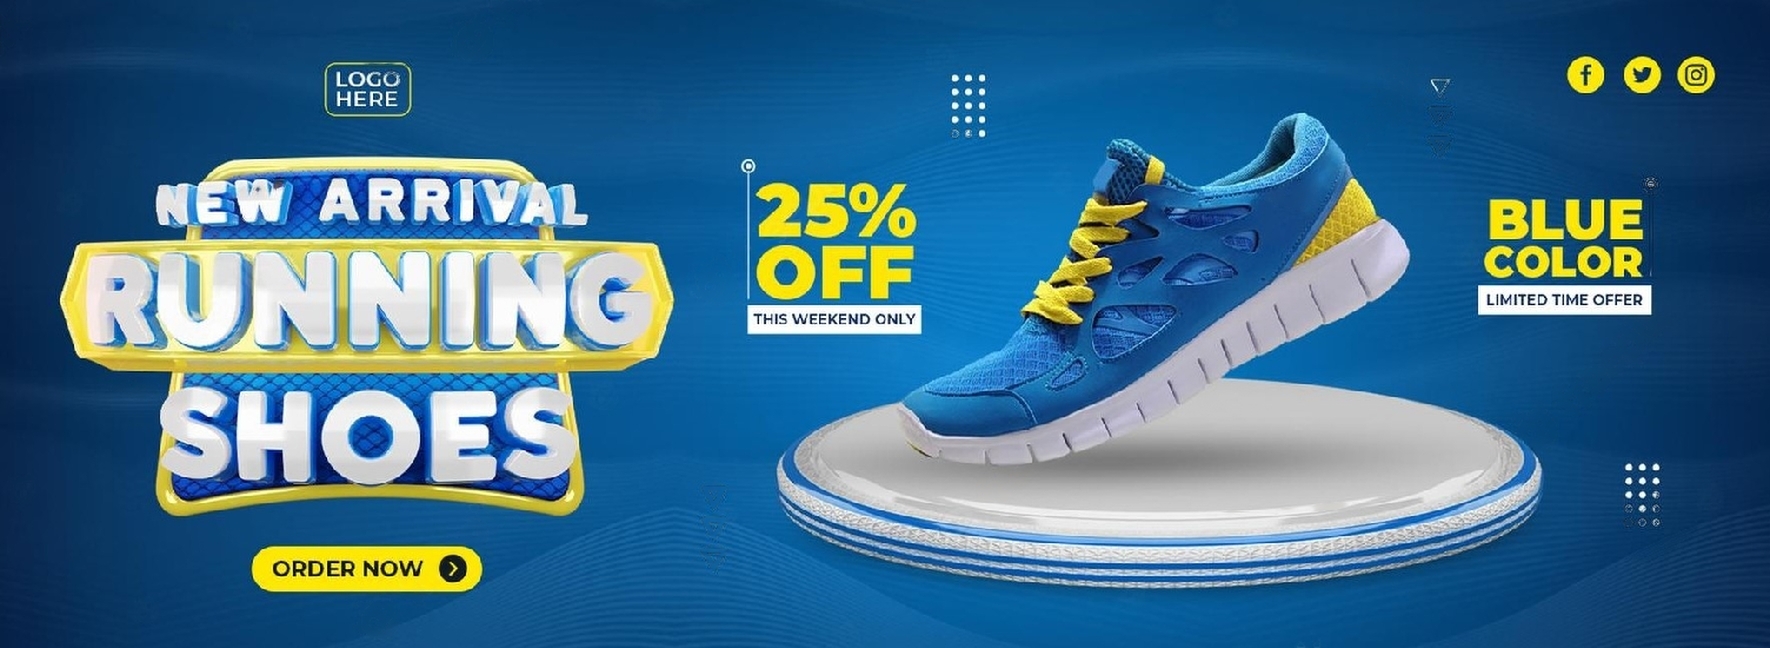 LOGO
HERE
NEW ARRIVAL
RUNNING
SHOES
ORDER NOW
25%
OFF
THIS WEEKEND ONLY
BLUE
COLOR
LIMITED TIME OFFER